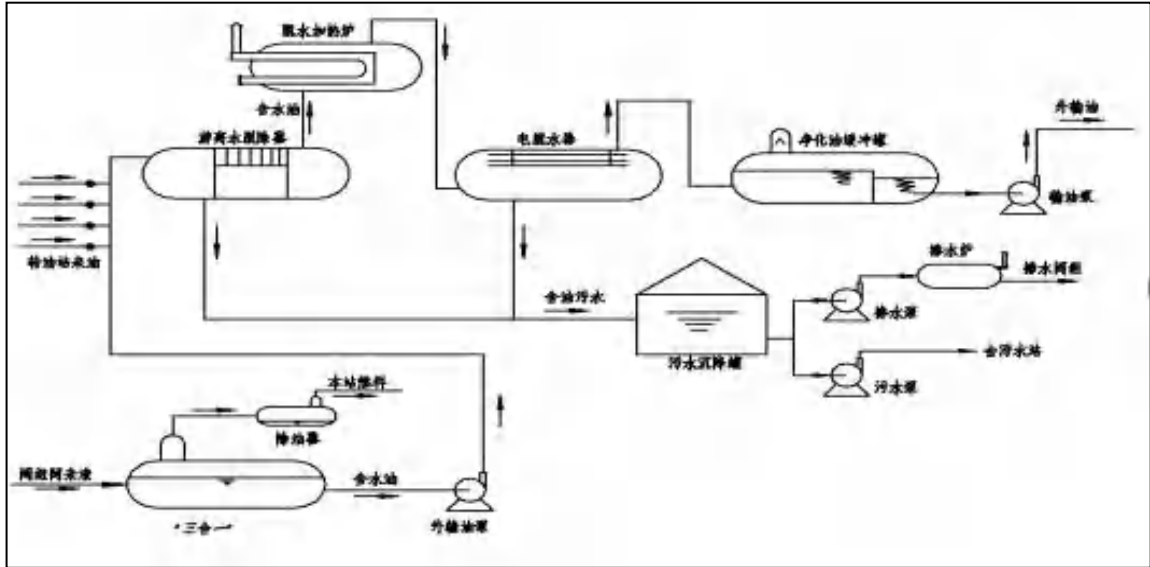 脱水加热炉
含水油
游离水脱除器
电脱水器
净化油缓冲罐
外输油
输油泵
转油站来油
掺水炉
掺水阀组
含油污水
掺水泵
污水沉降罐
去污水站
污水泵
除油器
阀组间来液
含水油
"三合一"
外输油泵